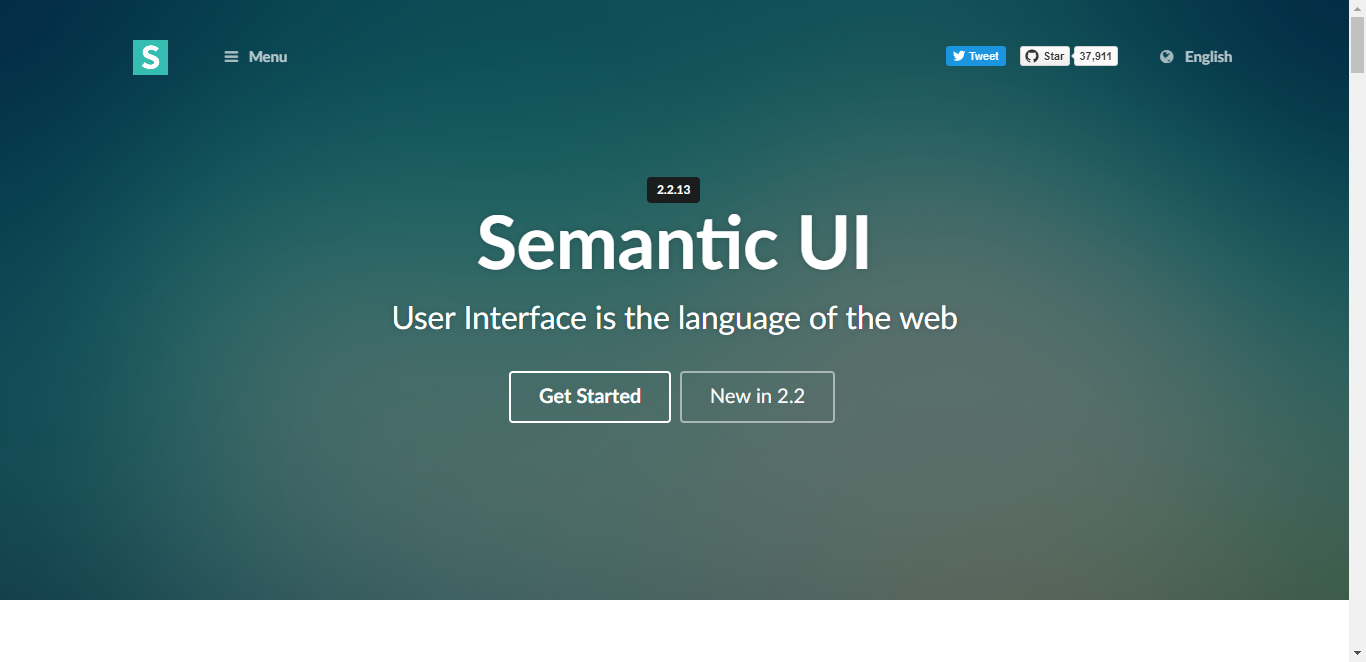 S
Menu
Tweet
Star
37,911
English
2.2.13
Semantic UI
User Interface is the language of the web
Get Started
New in 2.2